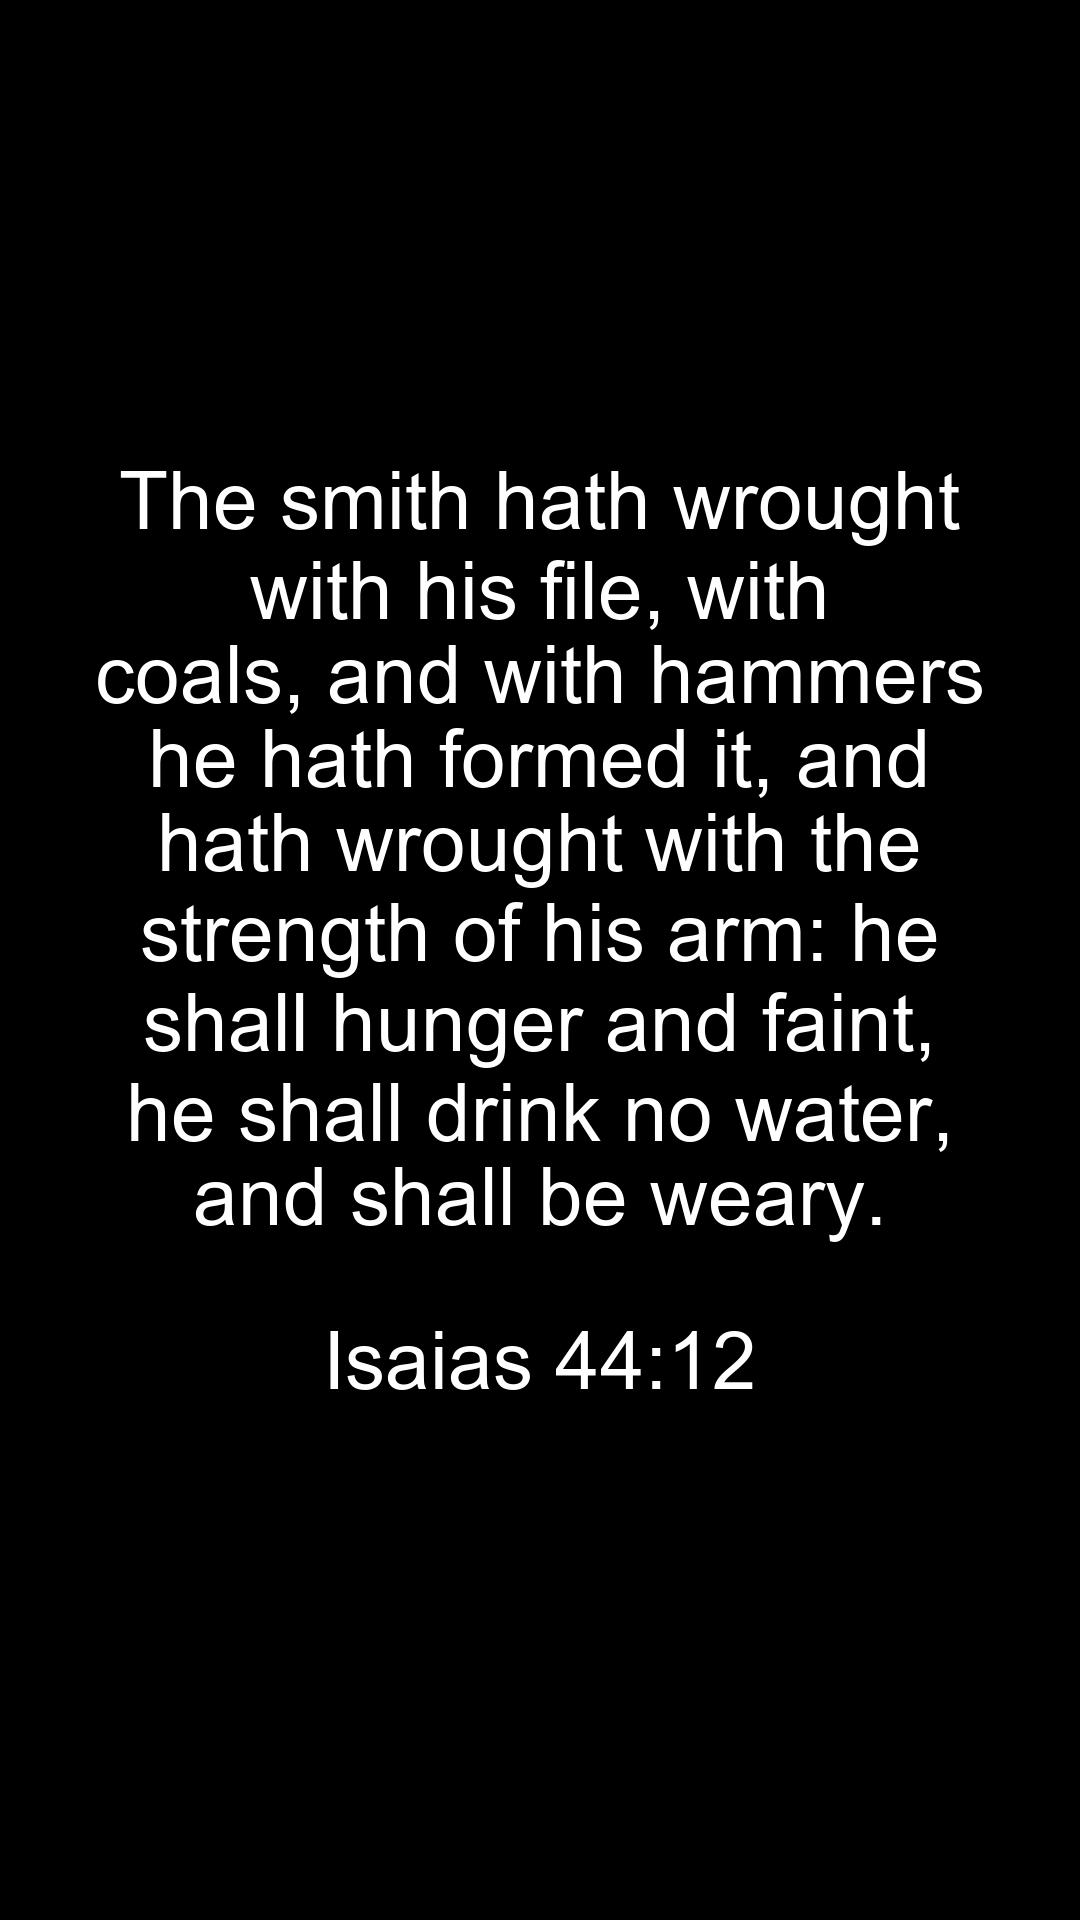 The smith hath wrought
with his file, with
coals, and with hammers
he hath formed it, and
hath wrought with the
strength of his arm: he
shall hunger and faint,
he shall drink no water,
and shall be weary.
Isaias 44:12